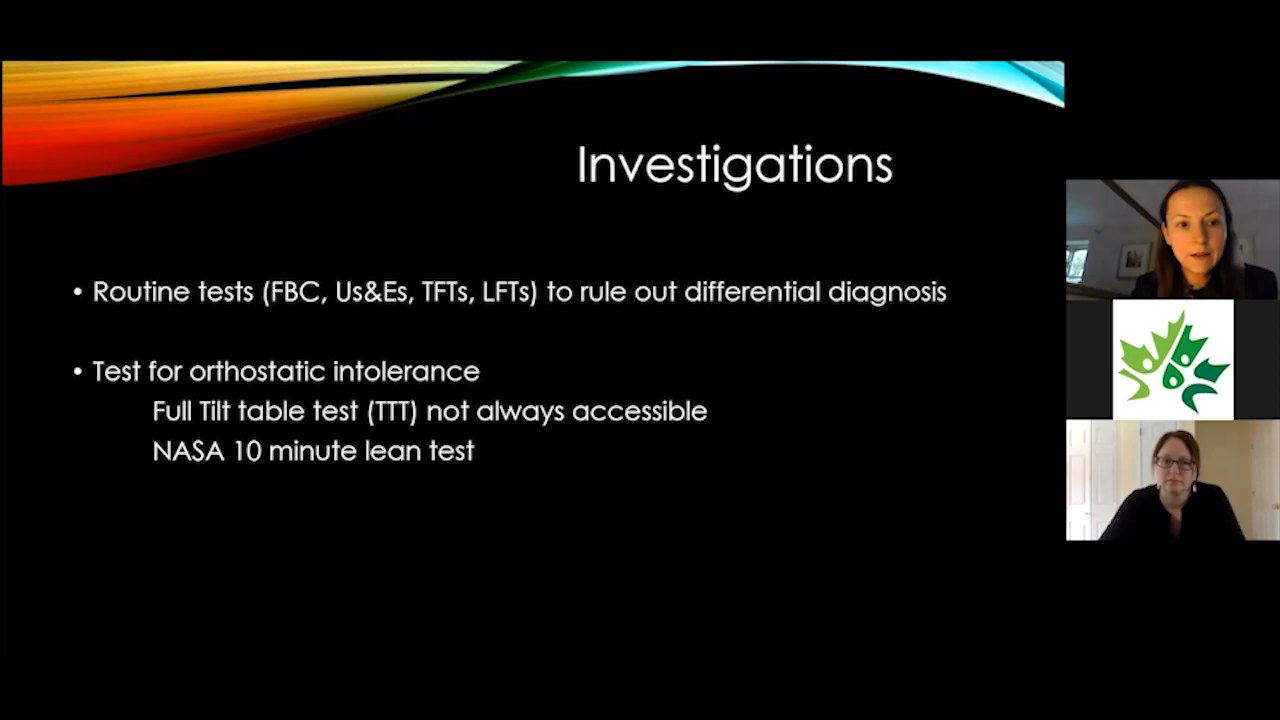 Investigations
• Routine tests (FBC, Us&Es, TFTs, LFTs) to rule out differential diagnosis
• Test for orthostatic intolerance
Full Tilt table test (TTT) not always accessible
NASA 10 minute lean test